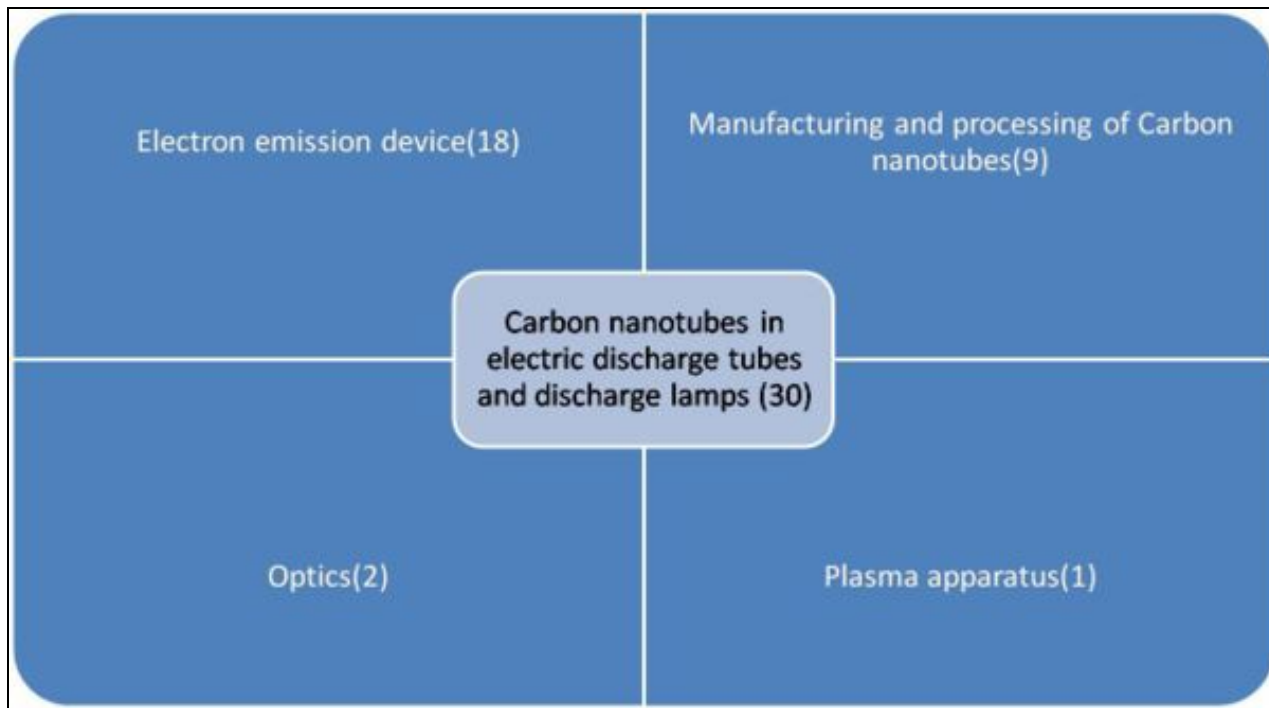 Electron emission device(18)
Manufacturing and processing of Carbon
nanotubes(9)
Carbon nanotubes in
electric discharge tubes
and discharge lamps (30)
Optics(2)
Plasma apparatus(1)